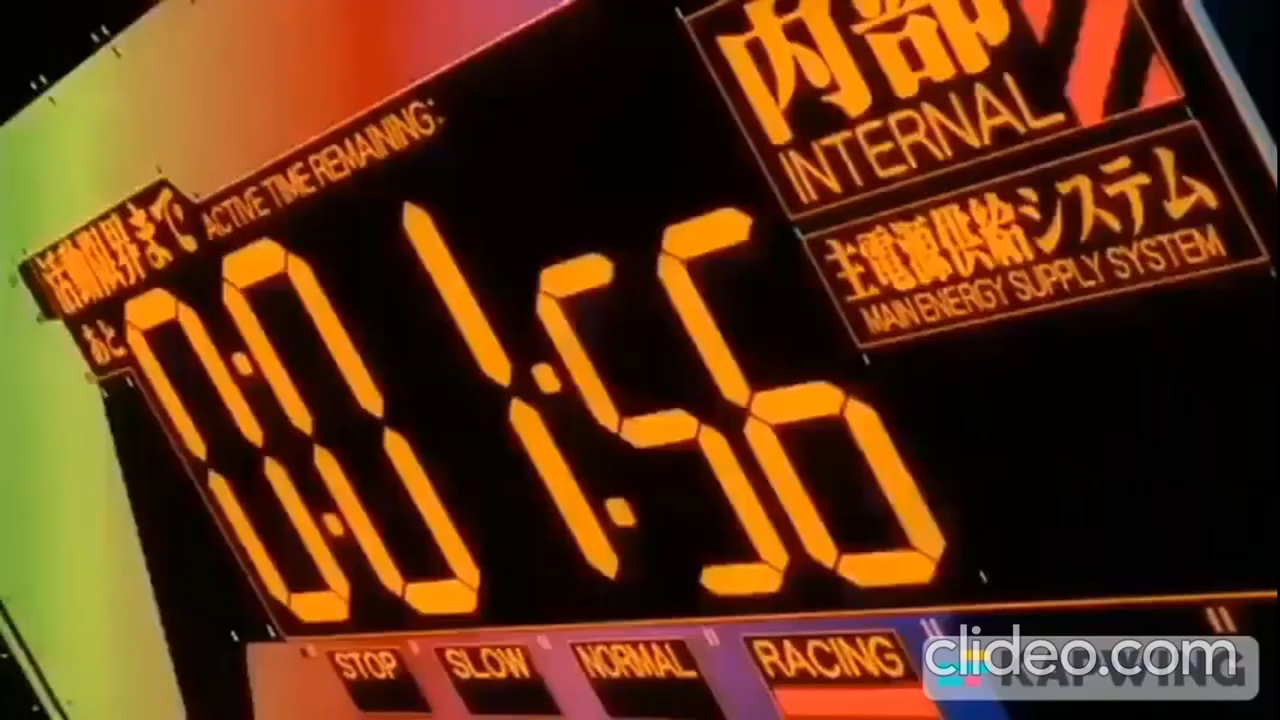 内部
INTERNAL
主電源供給システム
MAIN ENERGY SUPPLY SYSTEM
活動限界まで
ACTIVE TIME REMAINING:
あと
0:01:56
STOP
SLOW
NORMAL
RACING
clideo.com
KAPWING